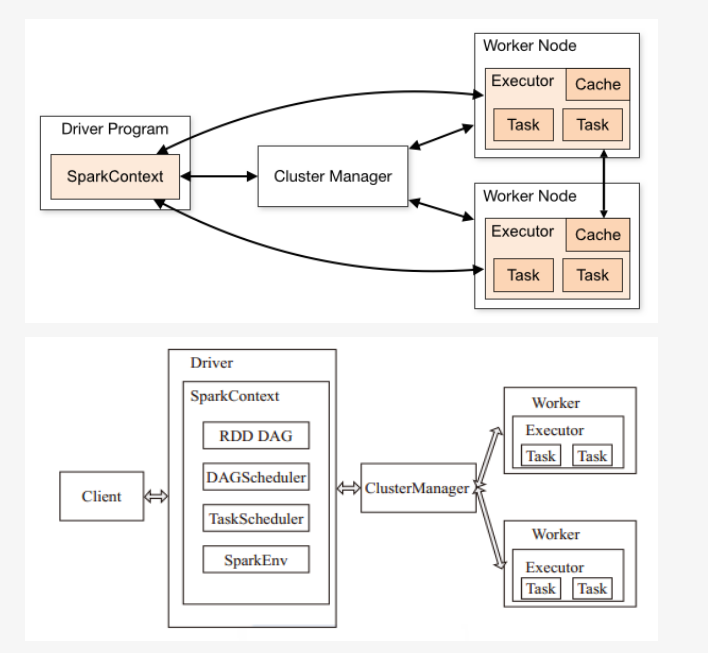 Worker Node
Executor
Cache
Task
Task
Driver Program
SparkContext
Cluster Manager
Worker Node
Executor
Cache
Task
Task
Driver
SparkContext
RDD DAG
DAGScheduler
TaskScheduler
SparkEnv
Client
ClusterManager
Worker
Executor
Task
Task
Worker
Executor
Task
Task